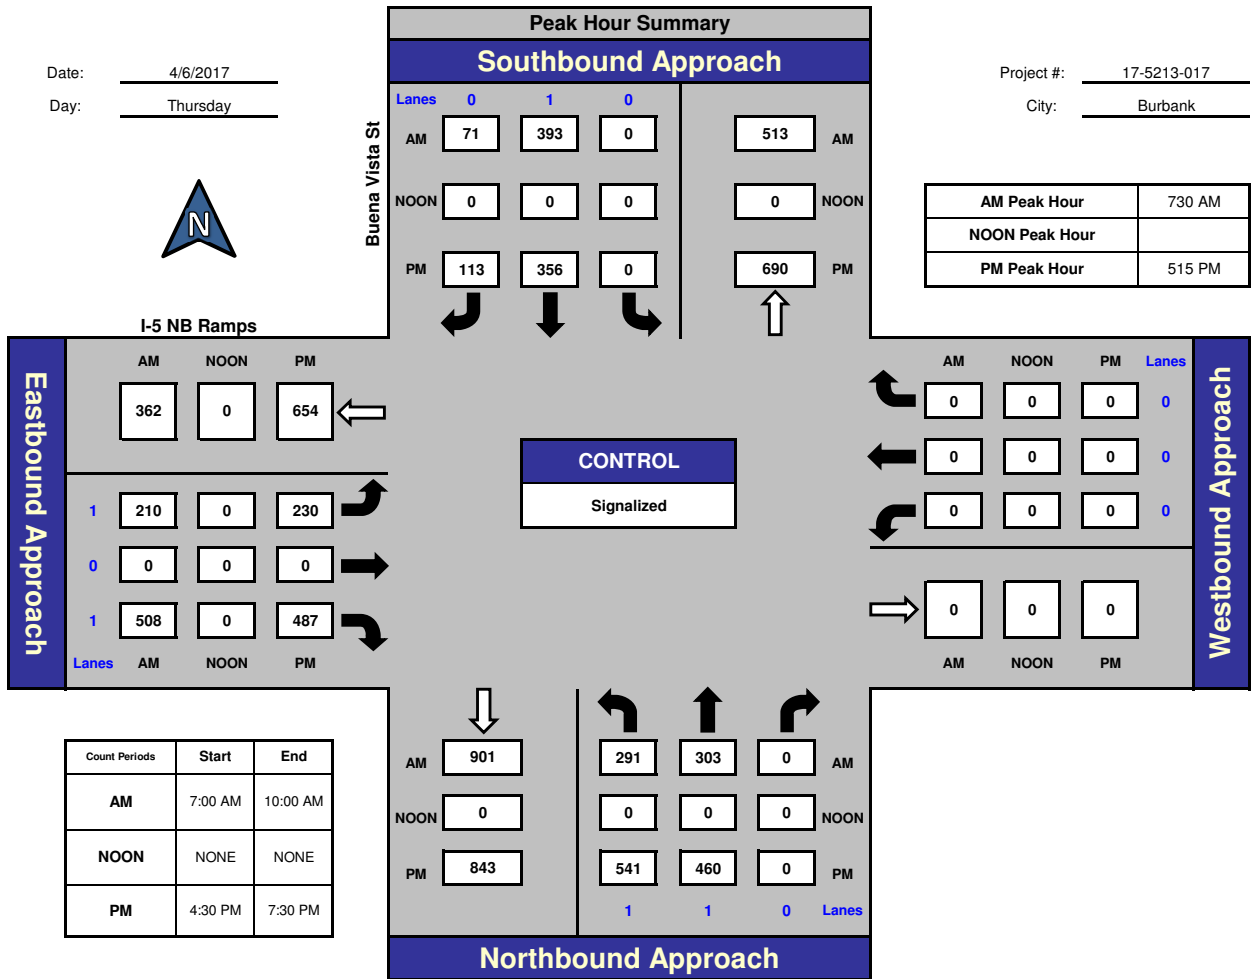 Peak Hour Summary
Southbound Approach
Date: 4/6/2017
Day: Thursday
Project #: 17-5213-017
City: Burbank
N
Buena Vista St
Lanes 0 1 0
AM 71 393 0 513 AM
NOON 0 0 0 0 NOON
PM 113 356 0 690 PM
AM Peak Hour 730 AM
NOON Peak Hour
PM Peak Hour 515 PM
I-5 NB Ramps
Eastbound Approach
AM NOON PM
362 0 654
1 210 0 230
0 0 0 0
1 508 0 487
Lanes AM NOON PM
CONTROL
Signalized
AM NOON PM Lanes
0 0 0 0
0 0 0 0
0 0 0 0
0 0 0
AM NOON PM
Westbound Approach
Count Periods Start End
AM 7:00 AM 10:00 AM
NOON NONE NONE
PM 4:30 PM 7:30 PM
AM 901 291 303 0 AM
NOON 0 0 0 0 NOON
PM 843 541 460 0 PM
1 1 0 Lanes
Northbound Approach